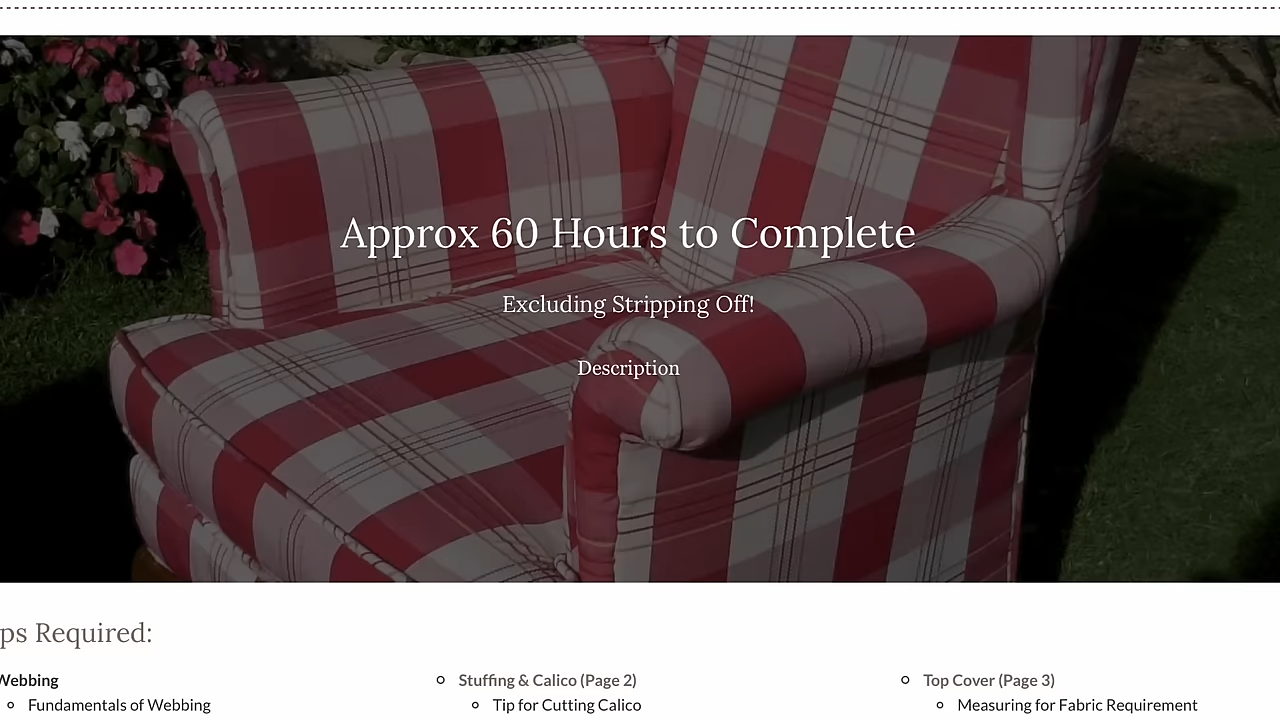 Approx 60 Hours to Complete
Excluding Stripping Off!
Description
ps Required:
Webbing
Fundamentals of Webbing
Stuffing & Calico (Page 2)
Tip for Cutting Calico
Top Cover (Page 3)
Measuring for Fabric Requirement